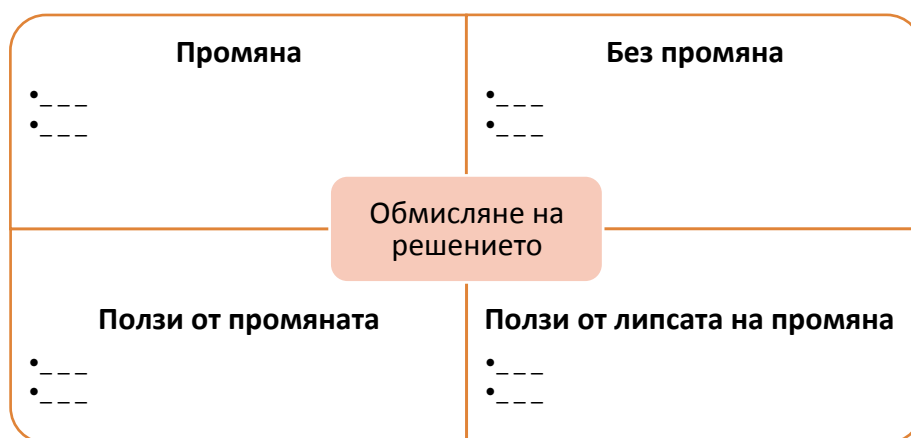 Промяна
•_ _ _
•_ _ _
Без промяна
•_ _ _
•_ _ _
Обмисляне на
решението
Ползи от промяната
•_ _ _
•_ _ _
Ползи от липсата на промяна
•_ _ _
•_ _ _